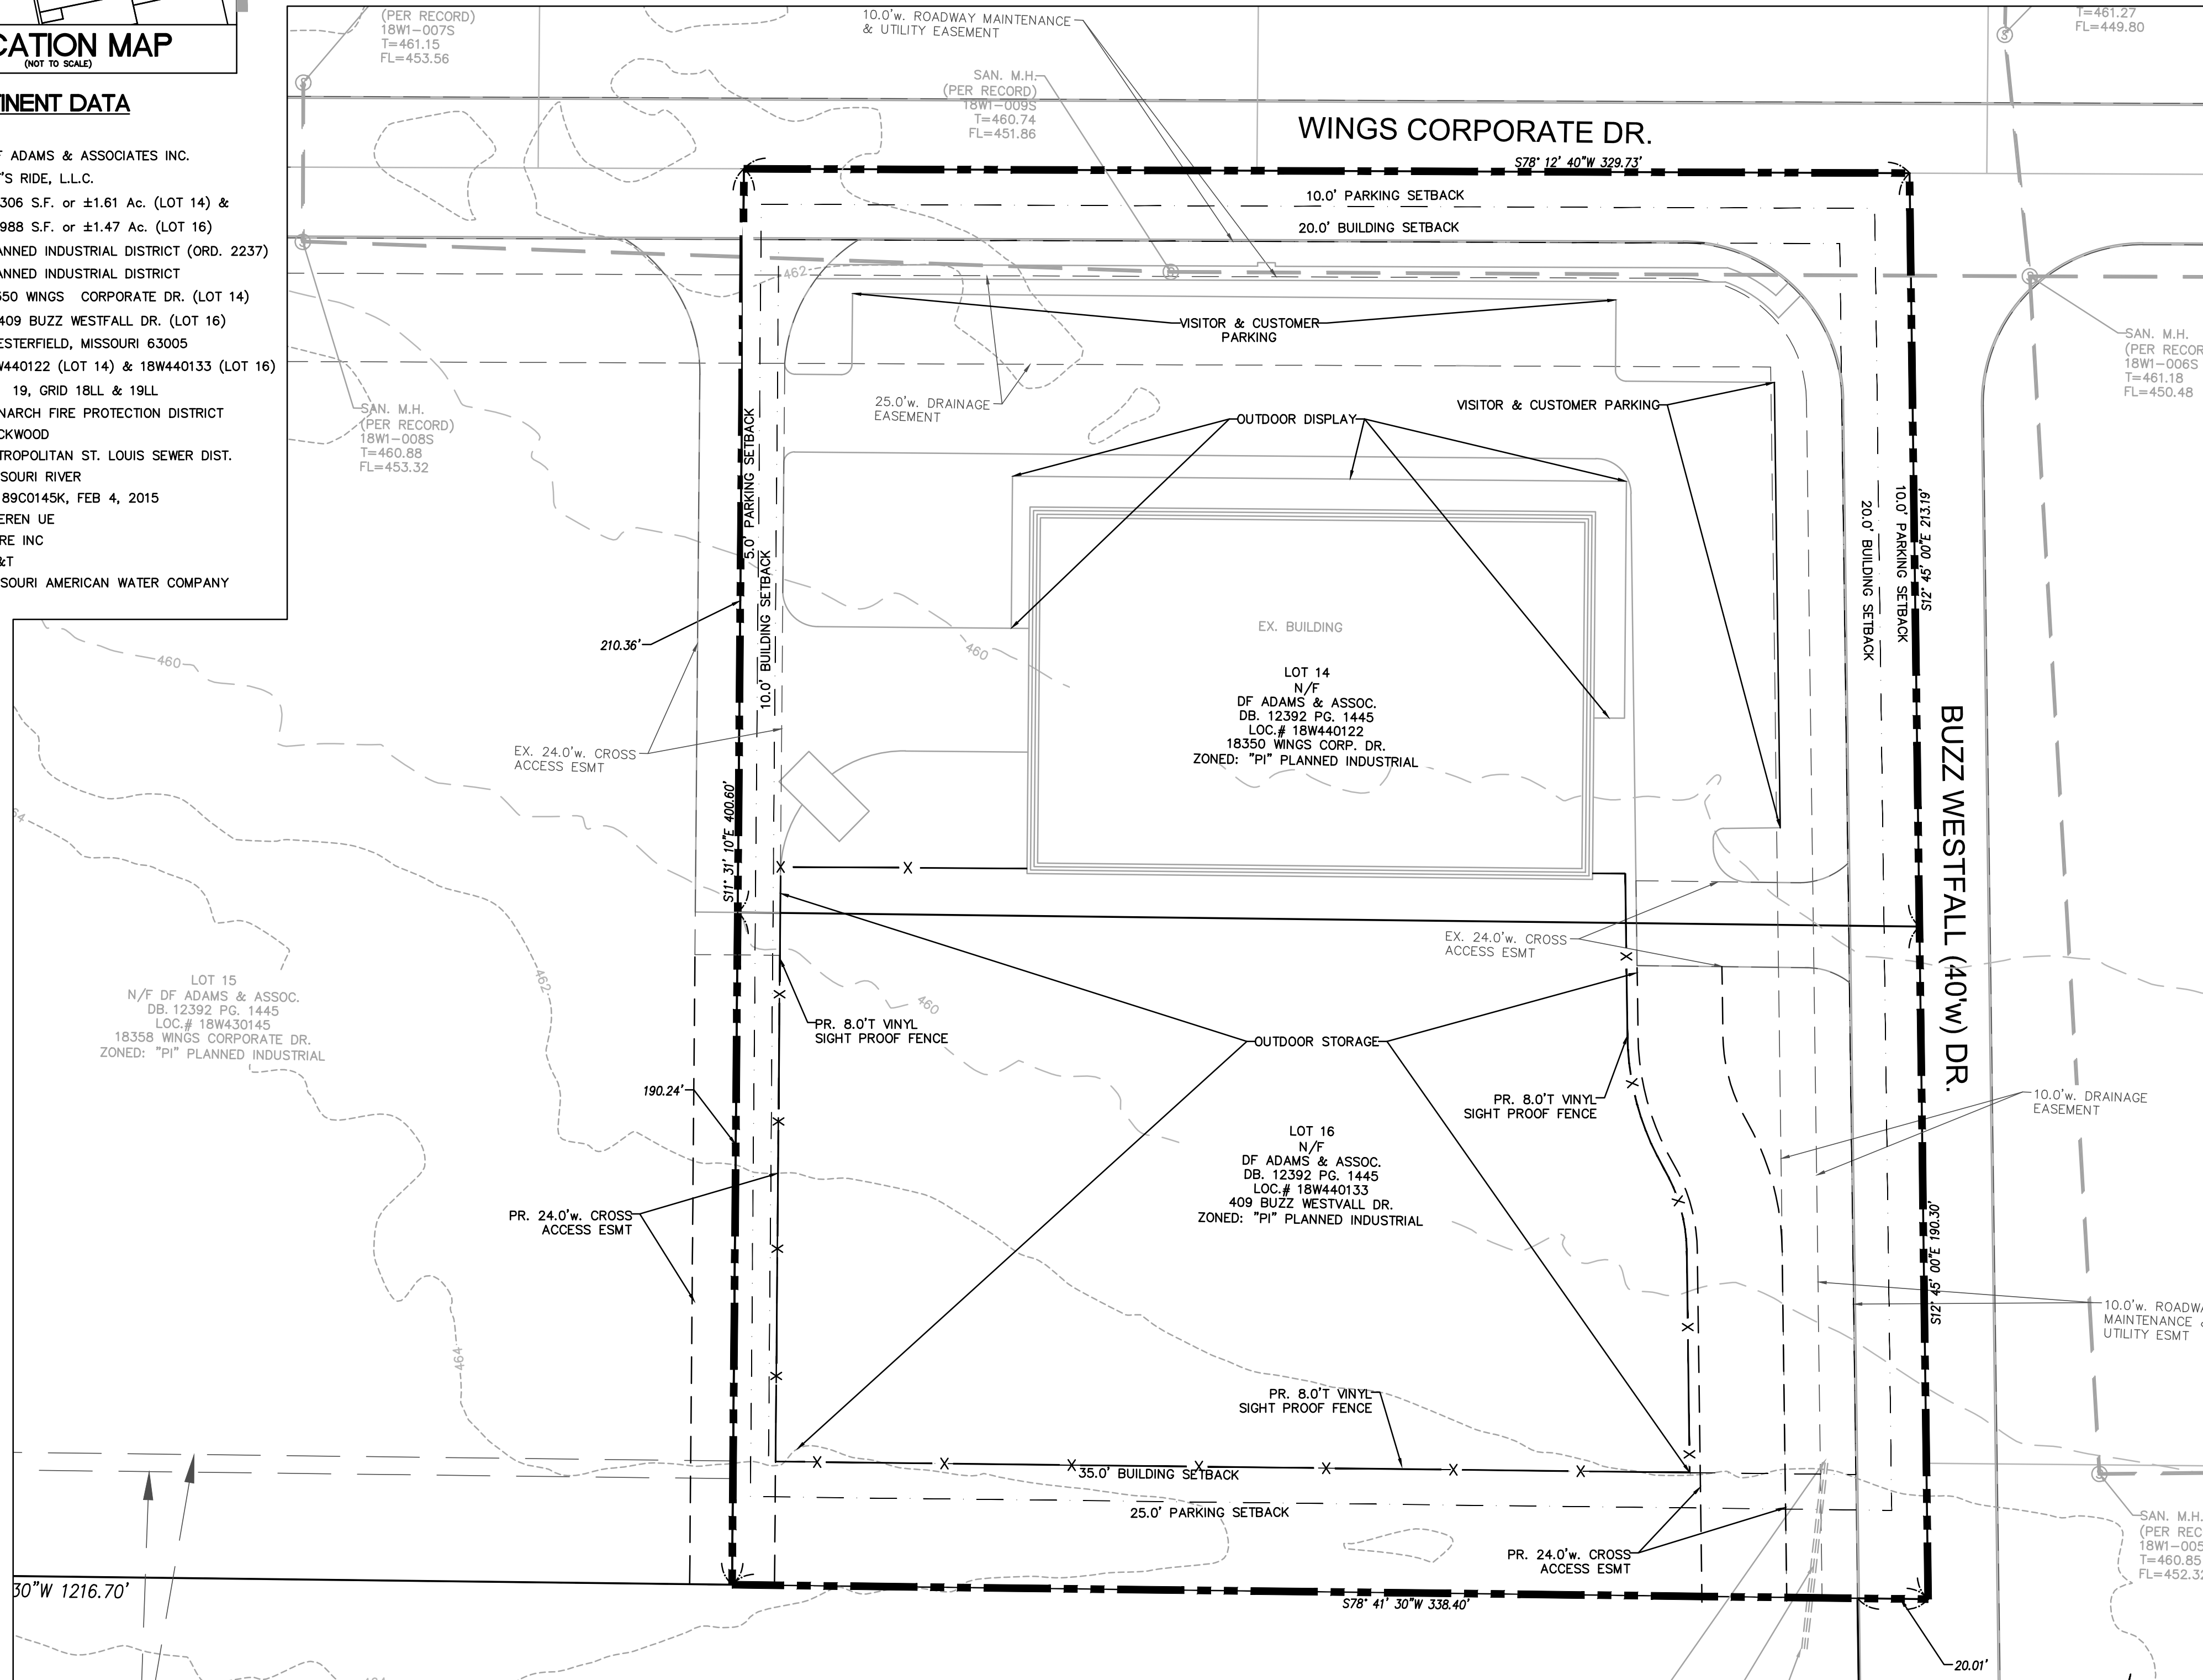 CATION MAP
(NOT TO SCALE)
TINENT DATA
F ADAMS & ASSOCIATES INC.
'S RIDE, L.L.C.
306 S.F. or ±1.61 Ac. (LOT 14) &
988 S.F. or ±1.47 Ac. (LOT 16)
ANNED INDUSTRIAL DISTRICT (ORD. 2237)
ANNED INDUSTRIAL DISTRICT
350 WINGS CORPORATE DR. (LOT 14)
409 BUZZ WESTFALL DR. (LOT 16)
ESTERFIELD, MISSOURI 63005
W440122 (LOT 14) & 18W440133 (LOT 16)
19, GRID 18LL & 19LL
NARCH FIRE PROTECTION DISTRICT
CKWOOD
TROPOLITAN ST. LOUIS SEWER DIST.
SOURI RIVER
89C0145K, FEB 4, 2015
EREN UE
RE INC
&T
SOURI AMERICAN WATER COMPANY
(PER RECORD)
18W1-007S
T=461.15
FL=453.56
10.0'w. ROADWAY MAINTENANCE
& UTILITY EASEMENT
SAN. M.H.
(PER RECORD)
18W1-009S
T=460.74
FL=451.86
T=461.27
FL=449.80
WINGS CORPORATE DR.
S78° 12' 40"W 329.73'
10.0' PARKING SETBACK
20.0' BUILDING SETBACK
462
VISITOR & CUSTOMER
PARKING
25.0'w. DRAINAGE
EASEMENT
OUTDOOR DISPLAY
VISITOR & CUSTOMER PARKING
SAN. M.H.
(PER RECOR
18W1-006S
T=461.18
FL=450.48
SAN. M.H.
(PER RECORD)
18W1-008S
T=460.88
FL=453.32
5.0' PARKING SETBACK
10.0' BUILDING SETBACK
20.0' BUILDING SETBACK
10.0' PARKING SETBACK
S12° 45' 00"E 213.19'
210.36'
460
460
EX. BUILDING
LOT 14
N/F
DF ADAMS & ASSOC.
DB. 12392 PG. 1445
LOC.# 18W440122
18350 WINGS CORP. DR.
ZONED: "PI" PLANNED INDUSTRIAL
EX. 24.0'w. CROSS
ACCESS ESMT
S11° 31' 10"E 400.60'
BUZZ WESTFALL (40'w) DR.
64
X
X
EX. 24.0'w. CROSS
ACCESS ESMT
LOT 15
N/F DF ADAMS & ASSOC.
DB. 12392 PG. 1445
LOC.# 18W430145
18358 WINGS CORPORATE DR.
ZONED: "PI" PLANNED INDUSTRIAL
462
460
PR. 8.0'T VINYL
SIGHT PROOF FENCE
OUTDOOR STORAGE
190.24'
PR. 8.0'T VINYL
SIGHT PROOF FENCE
10.0'w. DRAINAGE
EASEMENT
LOT 16
N/F
DF ADAMS & ASSOC.
DB. 12392 PG. 1445
LOC.# 18W440133
409 BUZZ WESTVALL DR.
ZONED: "PI" PLANNED INDUSTRIAL
PR. 24.0'w. CROSS
ACCESS ESMT
S12° 45' 00"E 190.30'
10.0'w. ROADWA
MAINTENANCE &
UTILITY ESMT
464
PR. 8.0'T VINYL
SIGHT PROOF FENCE
35.0' BUILDING SETBACK
25.0' PARKING SETBACK
PR. 24.0'w. CROSS
ACCESS ESMT
SAN. M.H.
(PER REC
18W1-005
T=460.85
FL=452.32
30"W 1216.70'
S78° 41' 30"W 338.40'
20.01'